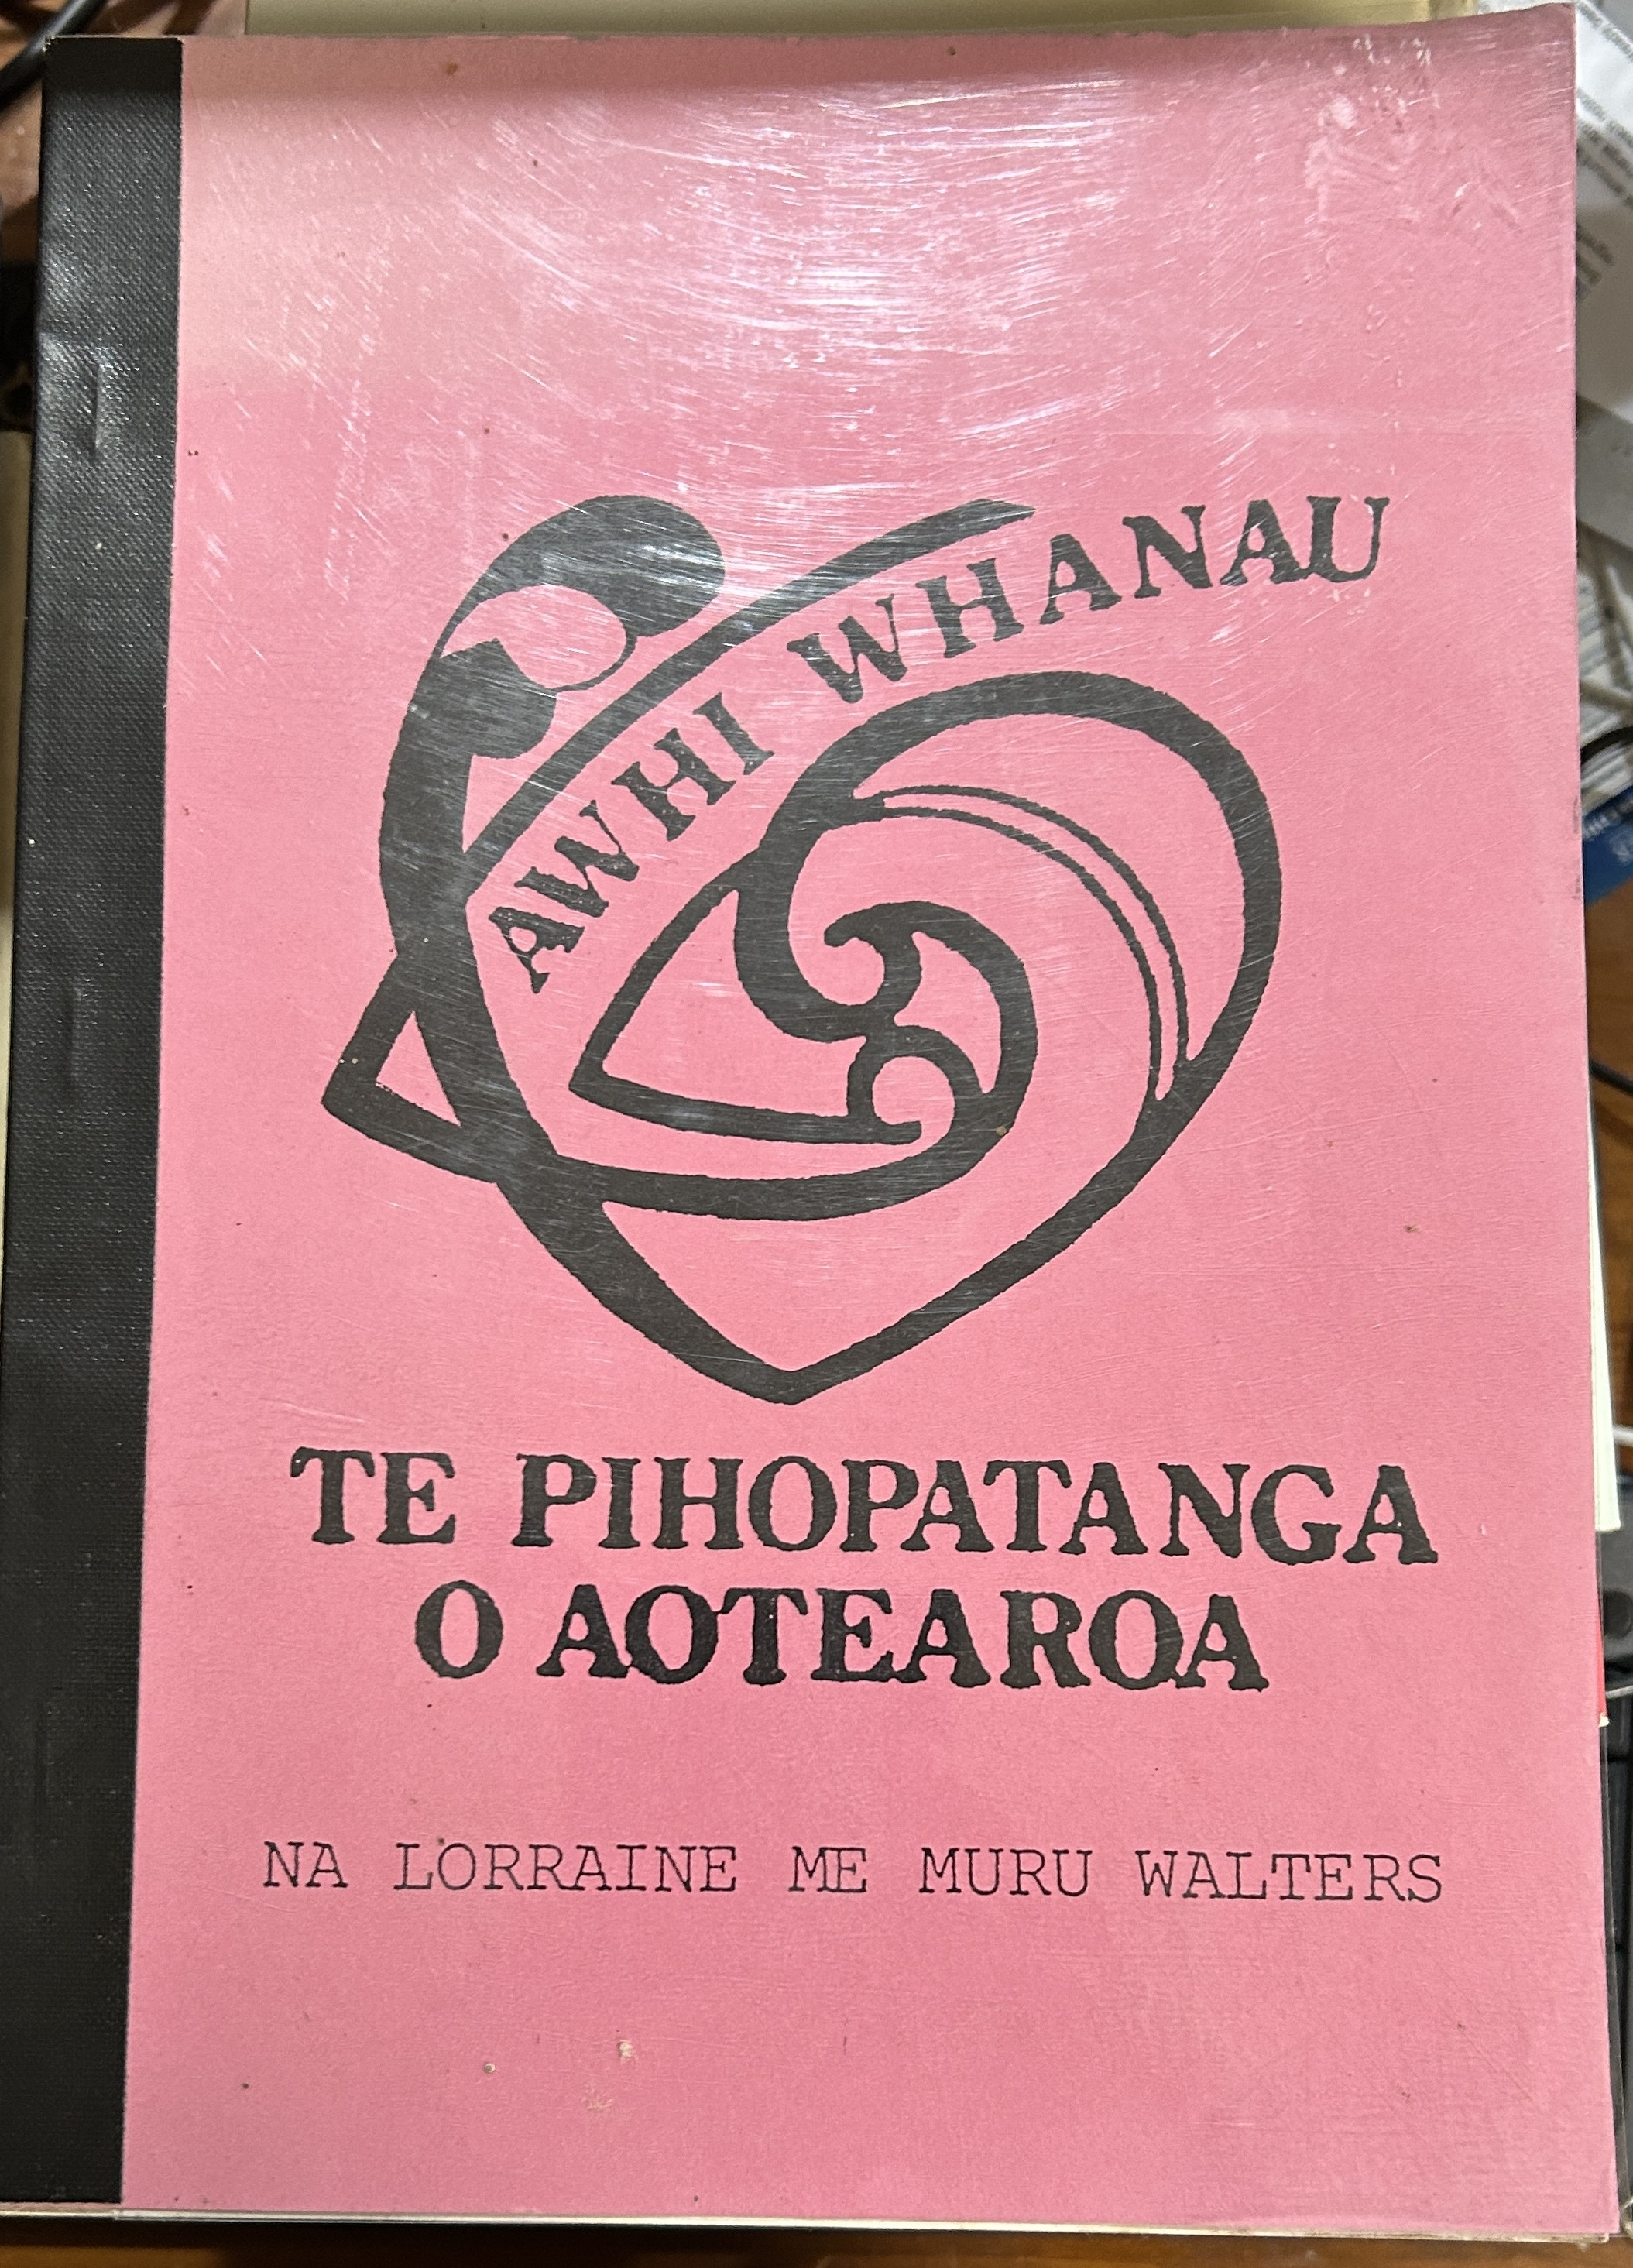 AWHI WHANAU
TE PIHOPATANGA
O AOTEAROA
NA LORRAINE ME MURU WALTERS